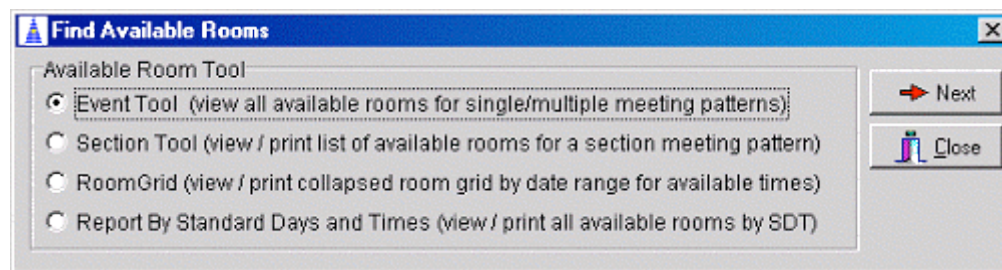 Find Available Rooms
Available Room Tool
Event Tool (view all available rooms for single/multiple meeting patterns)
Section Tool (view / print list of available rooms for a section meeting pattern)
RoomGrid (view / print collapsed room grid by date range for available times)
Report By Standard Days and Times (view / print all available rooms by SDT)
Next
Close